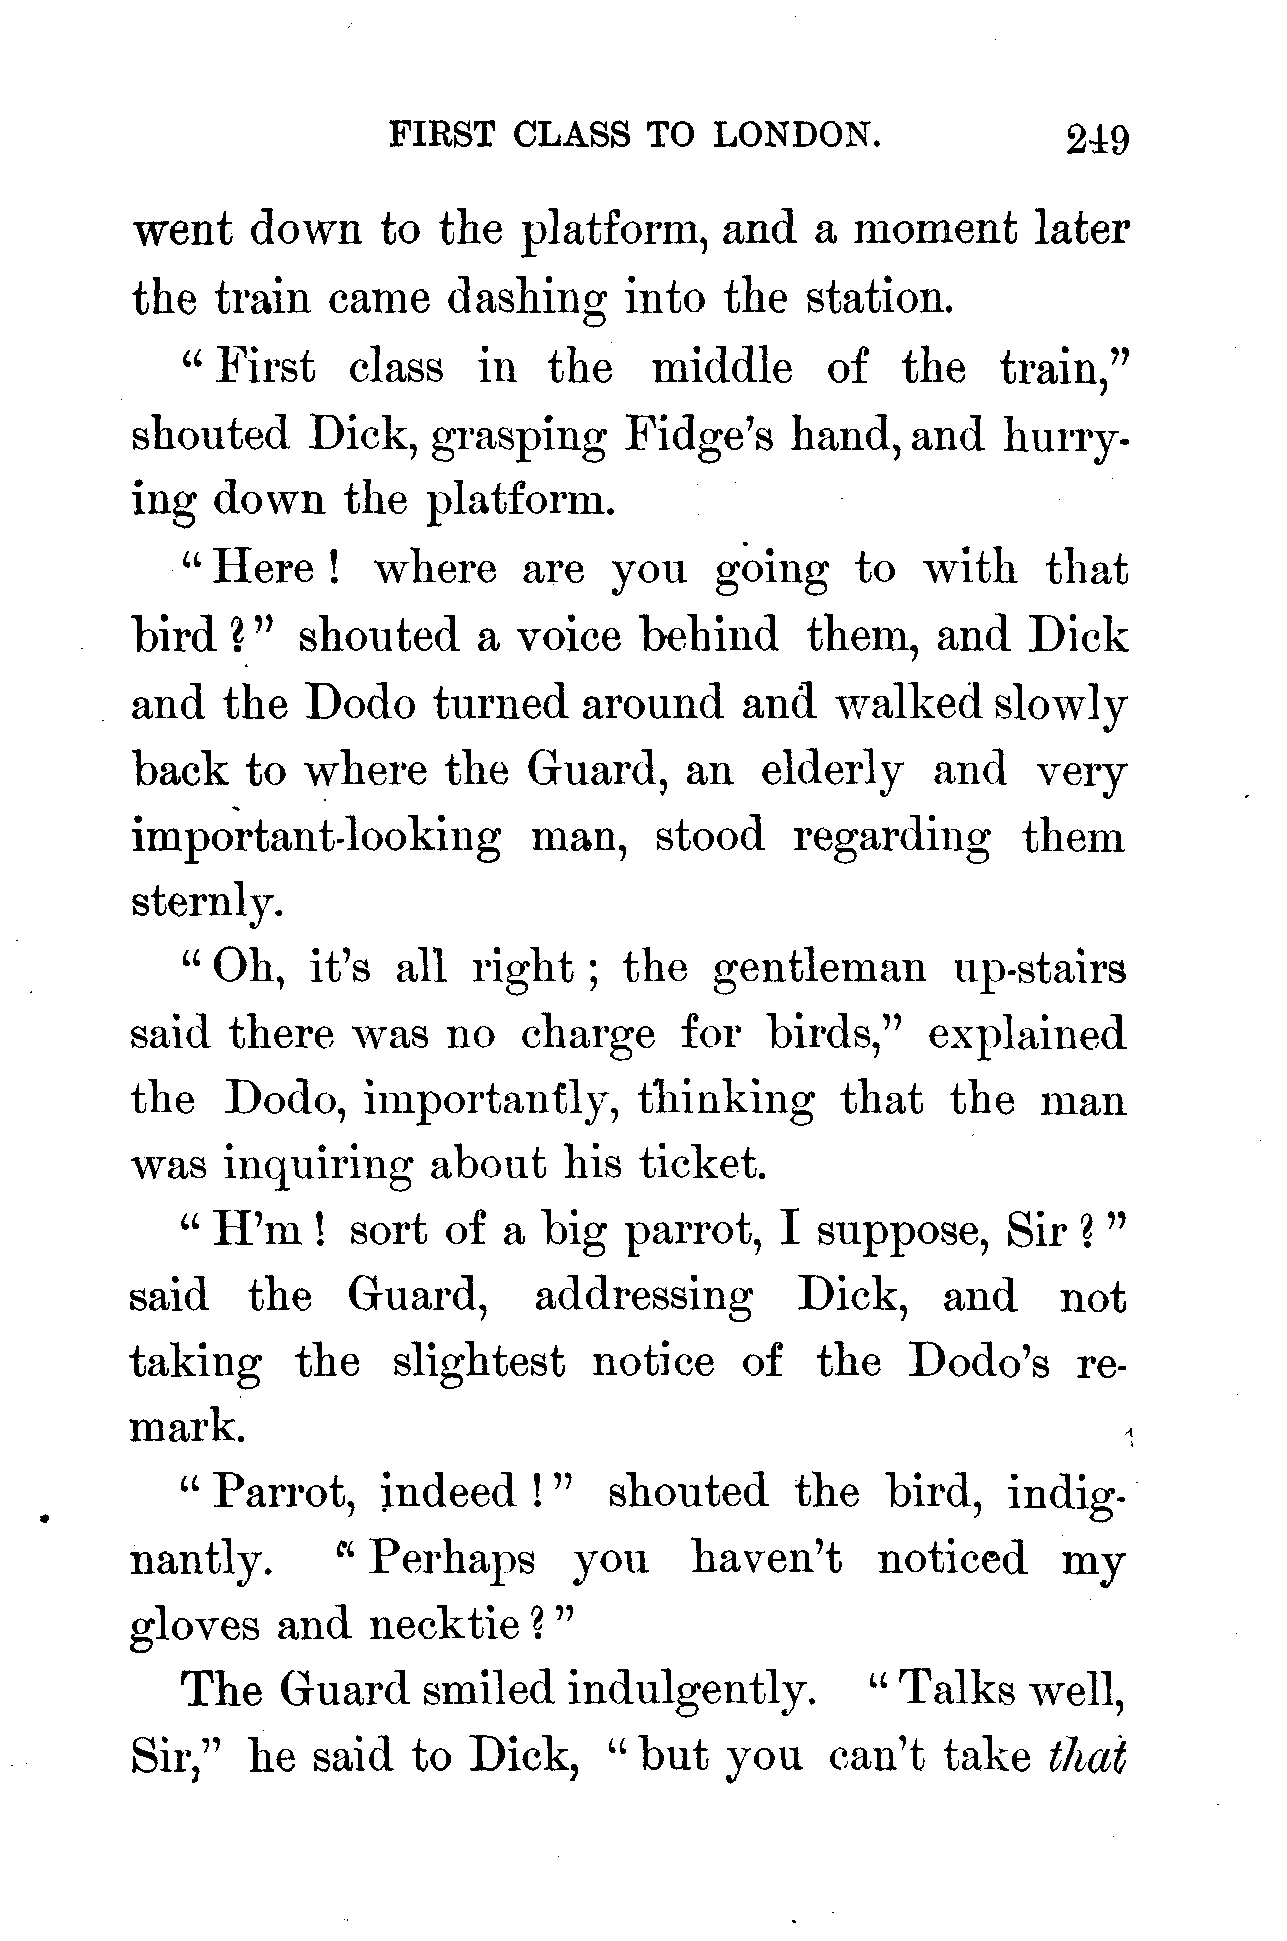 FIRST CLASS TO LONDON. 249
went down to the platform, and a moment later
the train came dashing into the station.
“ First class in the middle of the train,”
shouted Dick, grasping Fidge’s hand, and hurry-
ing down the platform.
“ Here ! where are you going to with that
bird ? ” shouted a voice behind them, and Dick
and the Dodo turned around and walked slowly
back to where the Guard, an elderly and very
important-looking man, stood regarding them
sternly.
“ Oh, it’s all right ; the gentleman up-stairs
said there was no charge for birds,” explained
the Dodo, importantly, thinking that the man
was inquiring about his ticket.
“ H’m ! sort of a big parrot, I suppose, Sir ? ”
said the Guard, addressing Dick, and not
taking the slightest notice of the Dodo’s re-
mark.
“ Parrot, indeed ! ” shouted the bird, indig-
nantly. “ Perhaps you haven’t noticed my
gloves and necktie ? ”
The Guard smiled indulgently. “ Talks well,
Sir,” he said to Dick, “ but you can’t take that